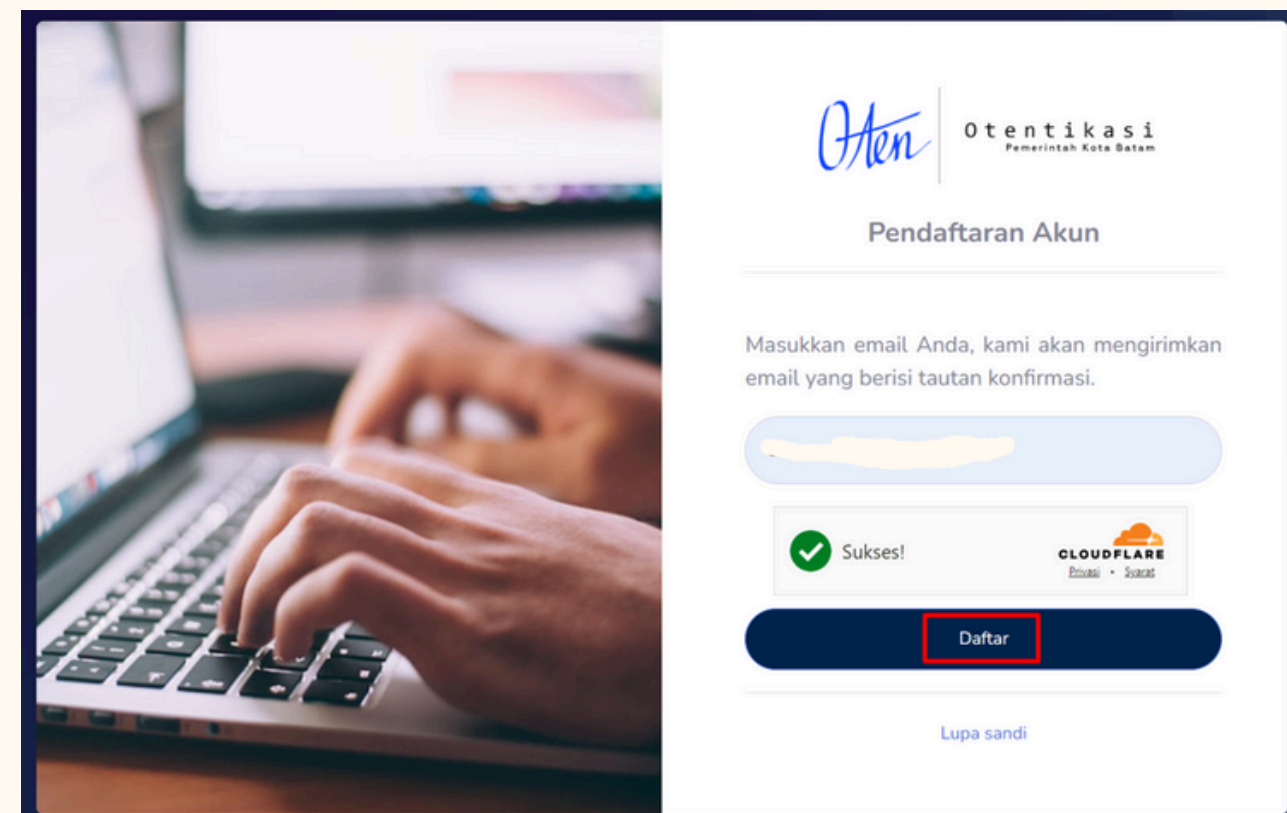 Oten
Otentikasi
Pemerintah Kota Batam
Pendaftaran Akun
Masukkan email Anda, kami akan mengirimkan
email yang berisi tautan konfirmasi.
Sukses!
CLOUDFLARE
Privasi • Syarat
Daftar
Lupa sandi